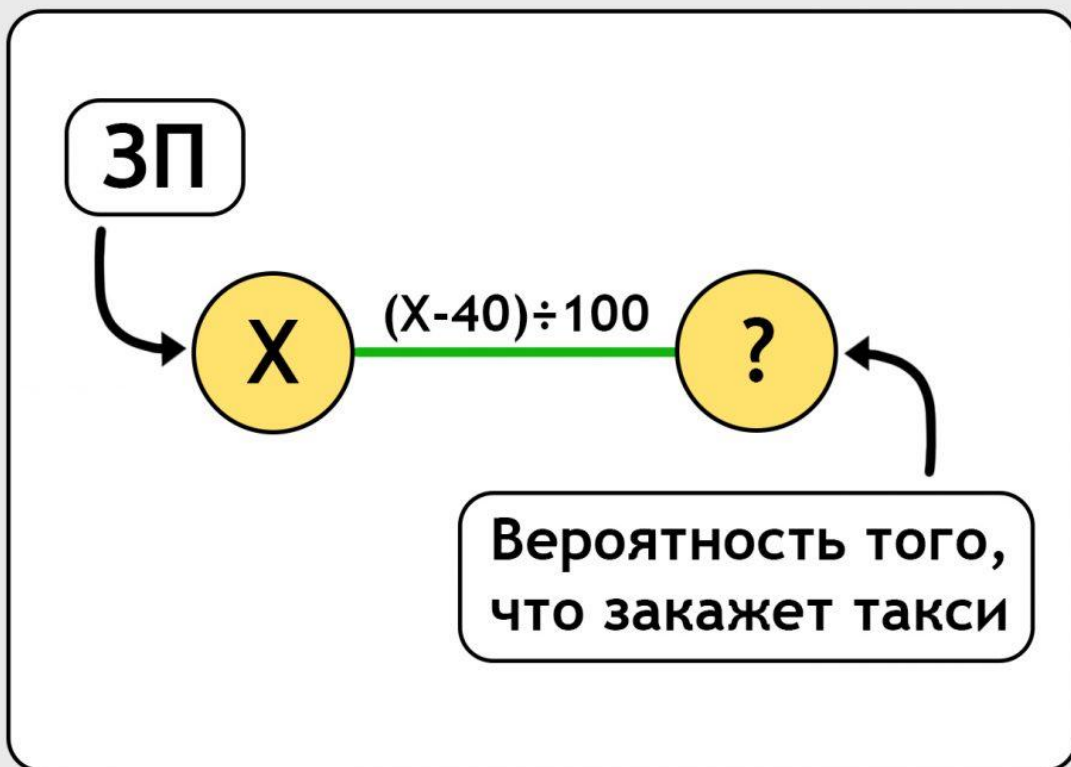 ЗП
X
(X-40)÷100
?
Вероятность того,
что закажет такси